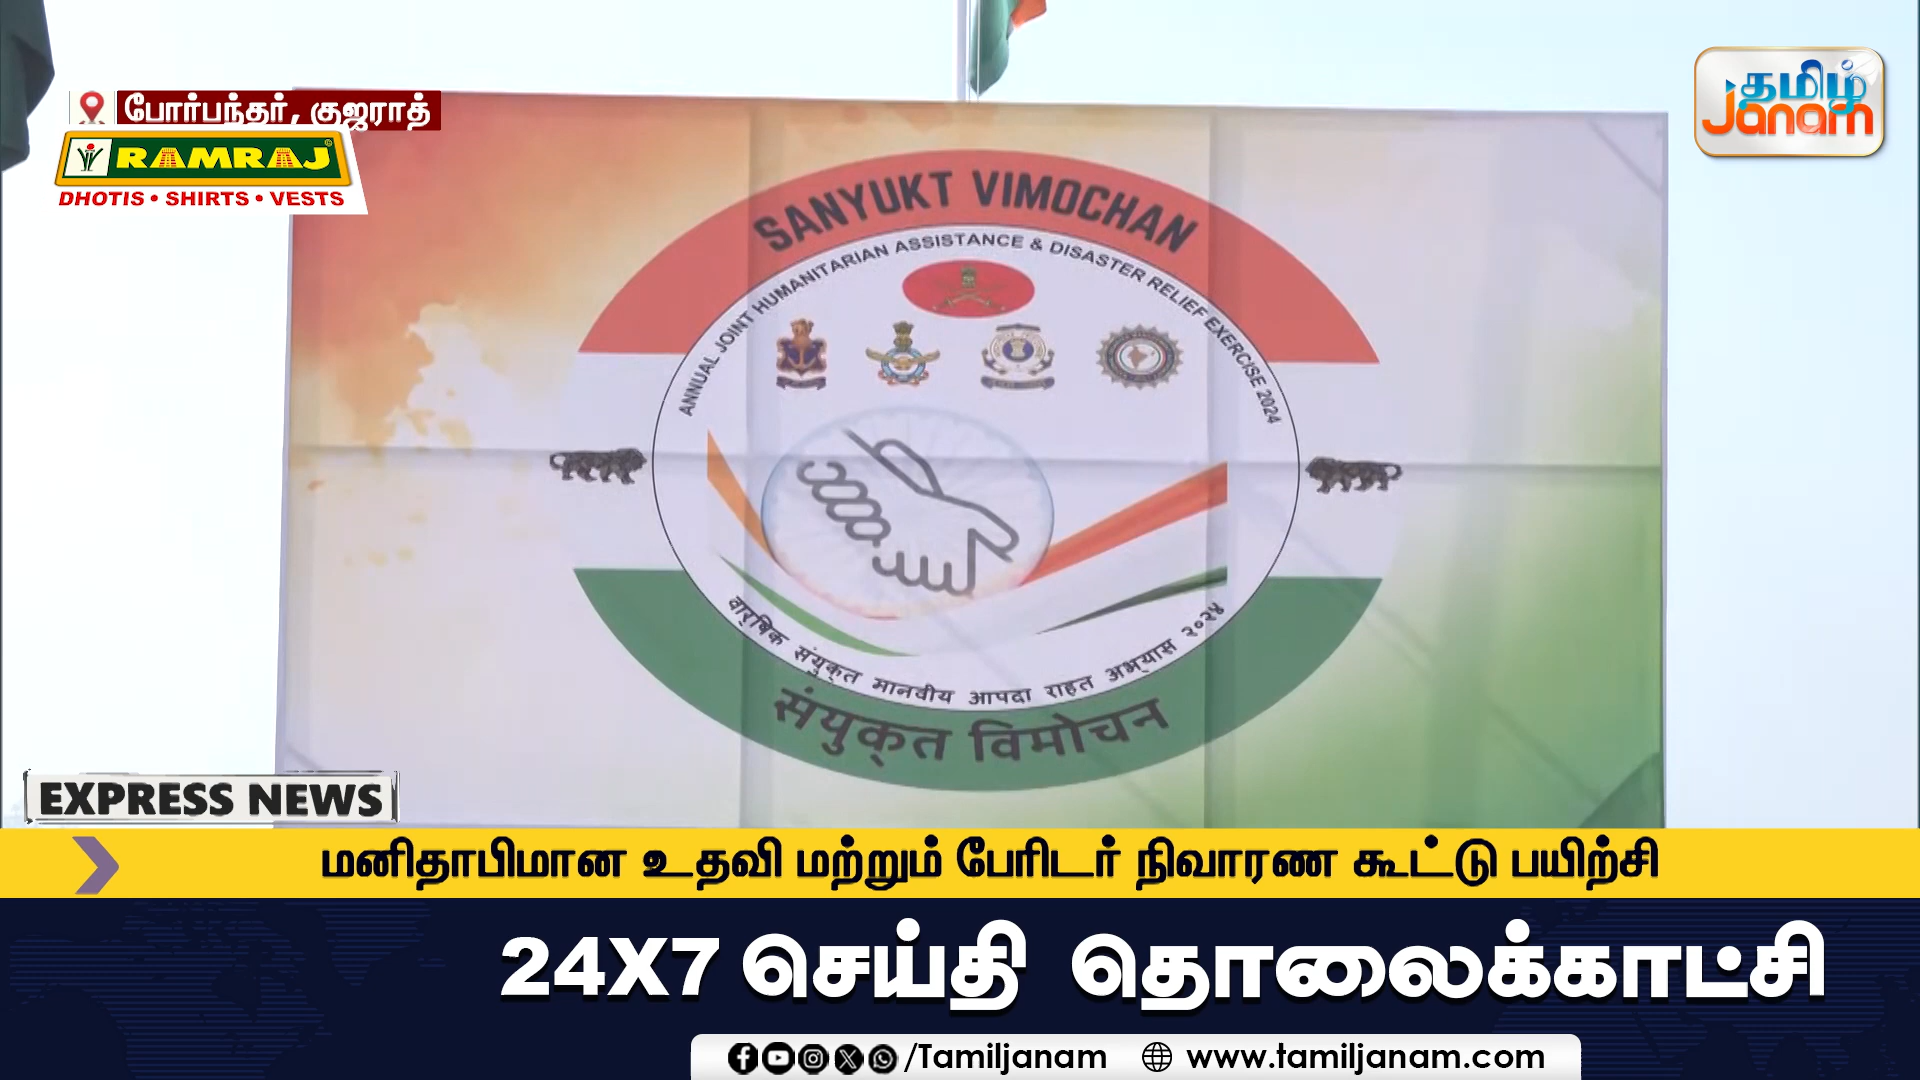 போர்பந்தர், குஜராத்
RAMRAJ
DHOTIS • SHIRTS • VESTS
தமிழ்
Janam
SANYUKT VIMOCHAN
ANNUAL JOINT HUMANITARIAN ASSISTANCE & DISASTER RELIEF EXERCISE 2024
वार्षिक संयुक्त मानवीय आपदा राहत अभ्यास २०२४
संयुक्त विमोचन
EXPRESS NEWS
மனிதாபிமான உதவி மற்றும் பேரிடர் நிவாரண கூட்டு பயிற்சி
24X7 செய்தி தொலைக்காட்சி
/Tamiljanam www.tamiljanam.com